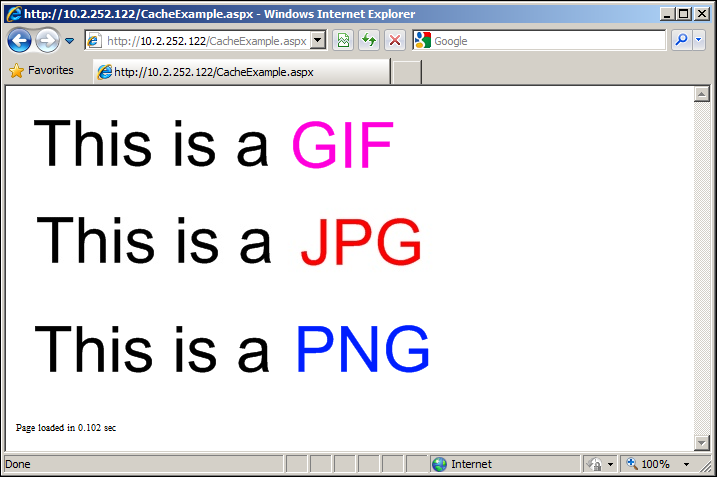 http://10.2.252.122/CacheExample.aspx - Windows Internet Explorer
http://10.2.252.122/CacheExample.aspx
Google
Favorites
http://10.2.252.122/CacheExample.aspx
This is a GIF
This is a JPG
This is a PNG
Page loaded in 0.102 sec
Done
Internet
100%